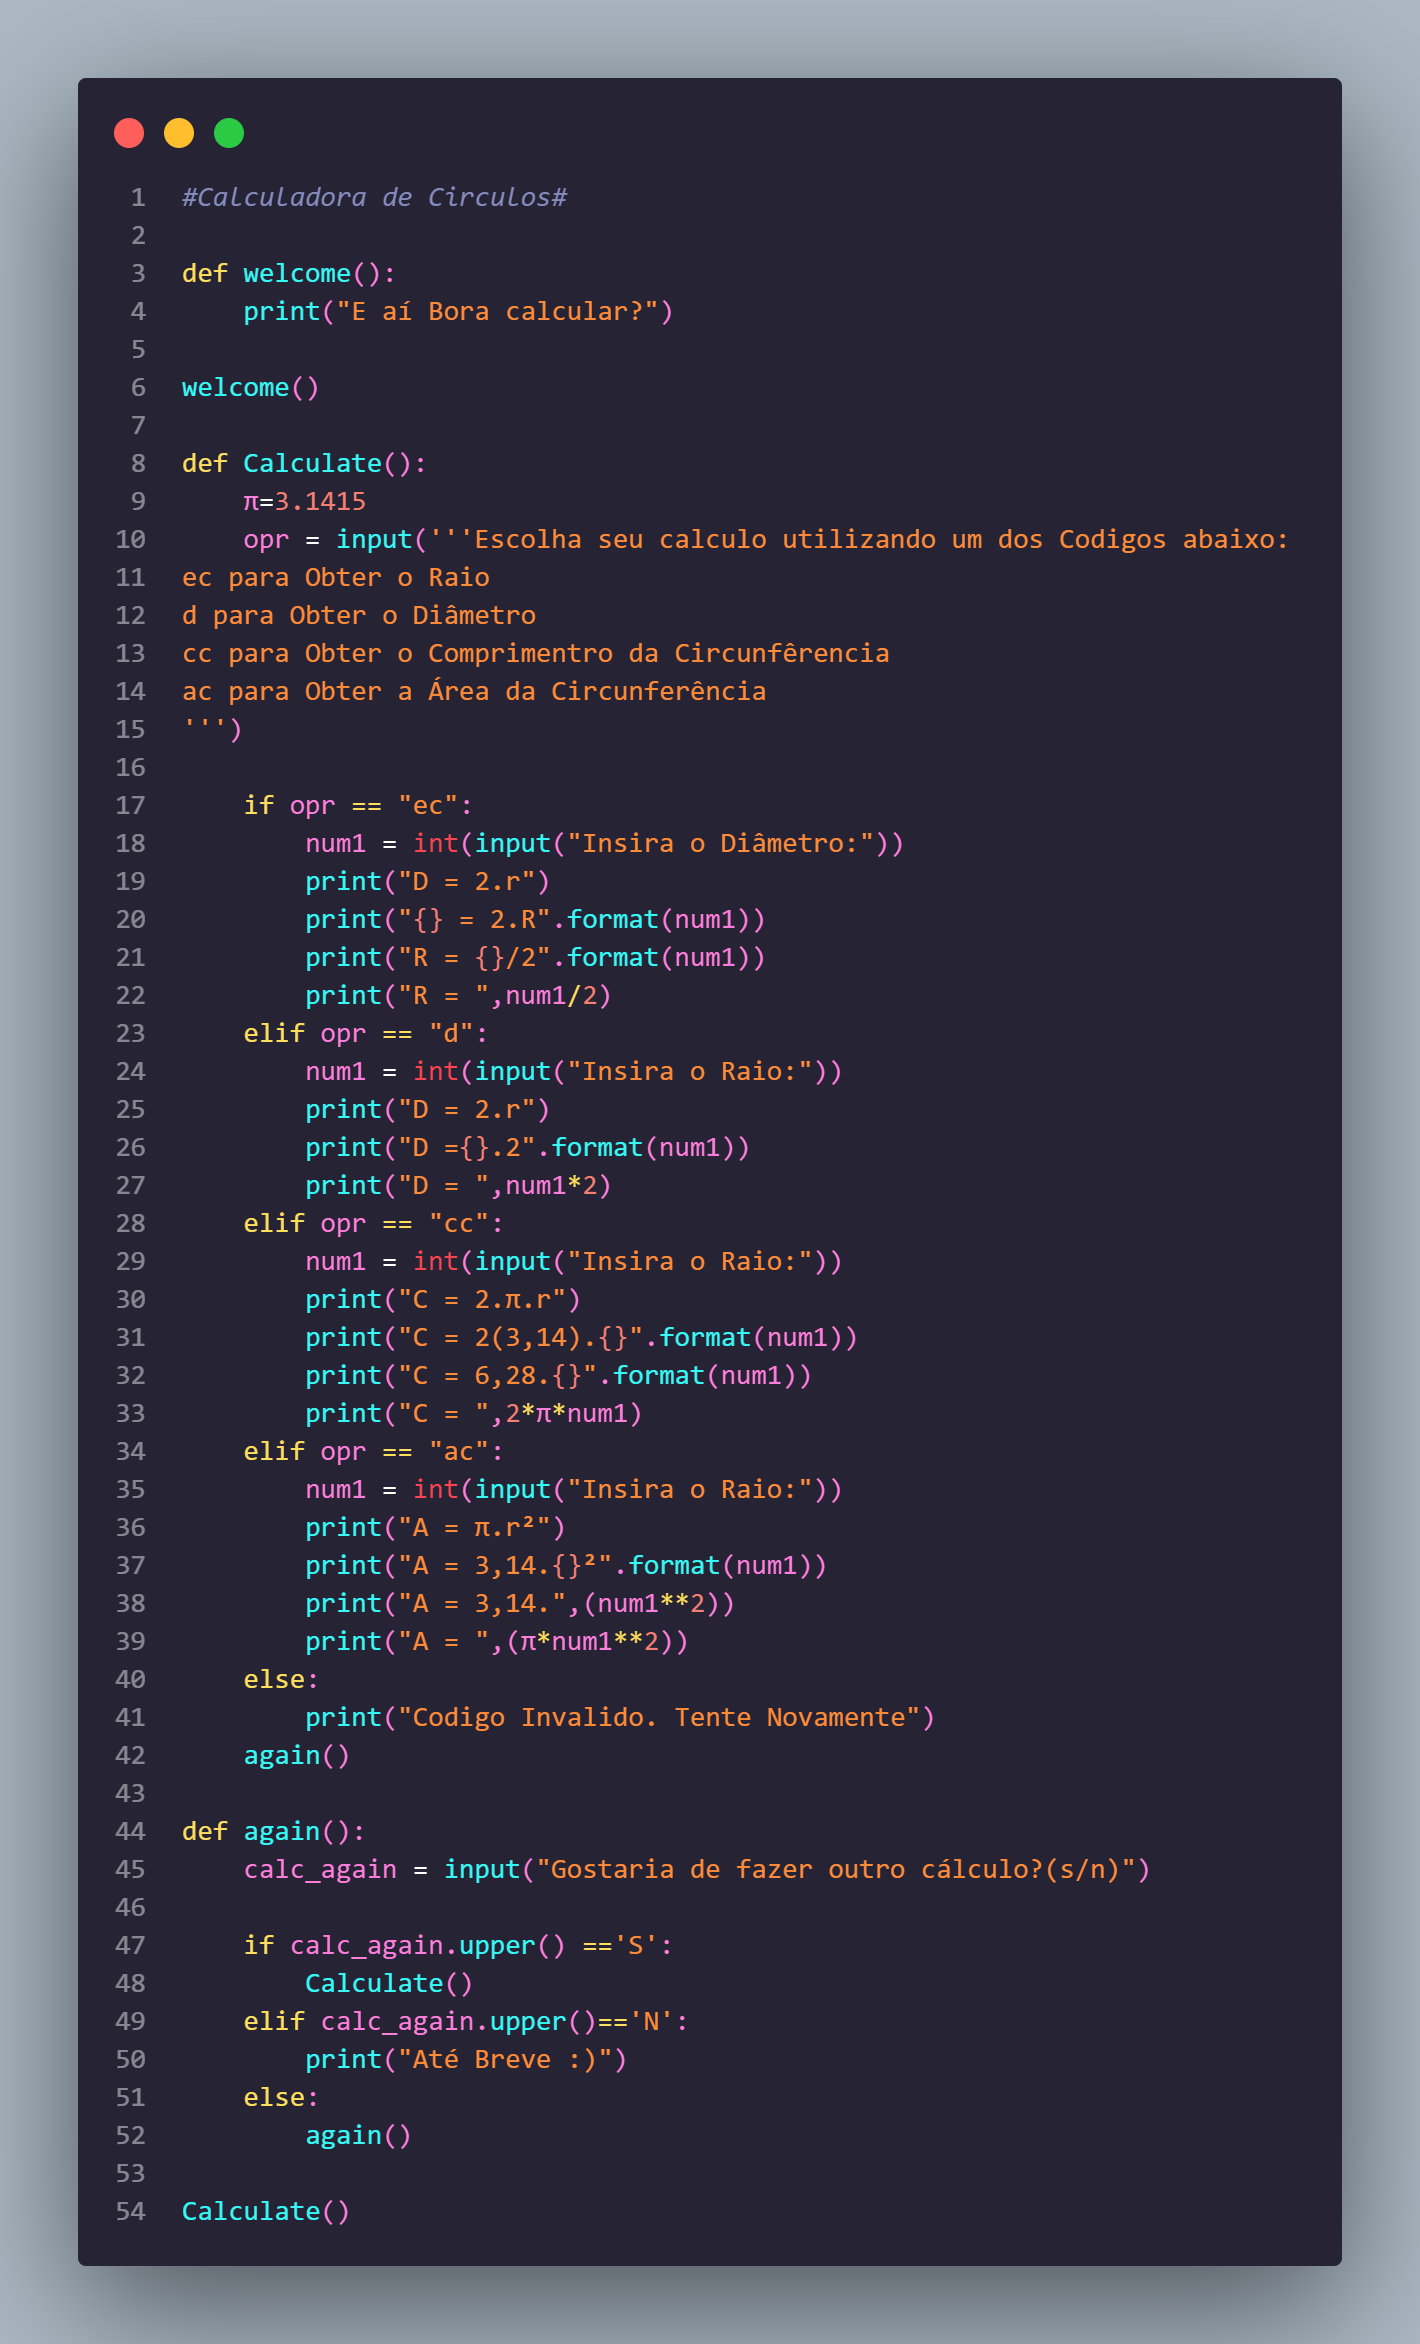 1 #Calculadora de Circulos#
2
3 def welcome():
4     print("E aí Bora calcular?")
5
6 welcome()
7
8 def Calculate():
9     π=3.1415
10     opr = input('''Escolha seu calculo utilizando um dos Codigos abaixo:
11 ec para Obter o Raio
12 d para Obter o Diâmetro
13 cc para Obter o Comprimentro da Circunfêrencia
14 ac para Obter a Área da Circunferência
15 ''')
16
17     if opr == "ec":
18         num1 = int(input("Insira o Diâmetro:"))
19         print("D = 2.r")
20         print("{} = 2.R".format(num1))
21         print("R = {}/2".format(num1))
22         print("R = ",num1/2)
23     elif opr == "d":
24         num1 = int(input("Insira o Raio:"))
25         print("D = 2.r")
26         print("D ={}.2".format(num1))
27         print("D = ",num1*2)
28     elif opr == "cc":
29         num1 = int(input("Insira o Raio:"))
30         print("C = 2.π.r")
31         print("C = 2(3,14).{}".format(num1))
32         print("C = 6,28.{}".format(num1))
33         print("C = ",2*π*num1)
34     elif opr == "ac":
35         num1 = int(input("Insira o Raio:"))
36         print("A = π.r²")
37         print("A = 3,14.{}²".format(num1))
38         print("A = 3,14.",(num1**2))
39         print("A = ",(π*num1**2))
40     else:
41         print("Codigo Invalido. Tente Novamente")
42     again()
43
44 def again():
45     calc_again = input("Gostaria de fazer outro cálculo?(s/n)")
46
47     if calc_again.upper() =='S':
48         Calculate()
49     elif calc_again.upper()=='N':
50         print("Até Breve :)")
51     else:
52         again()
53
54 Calculate()